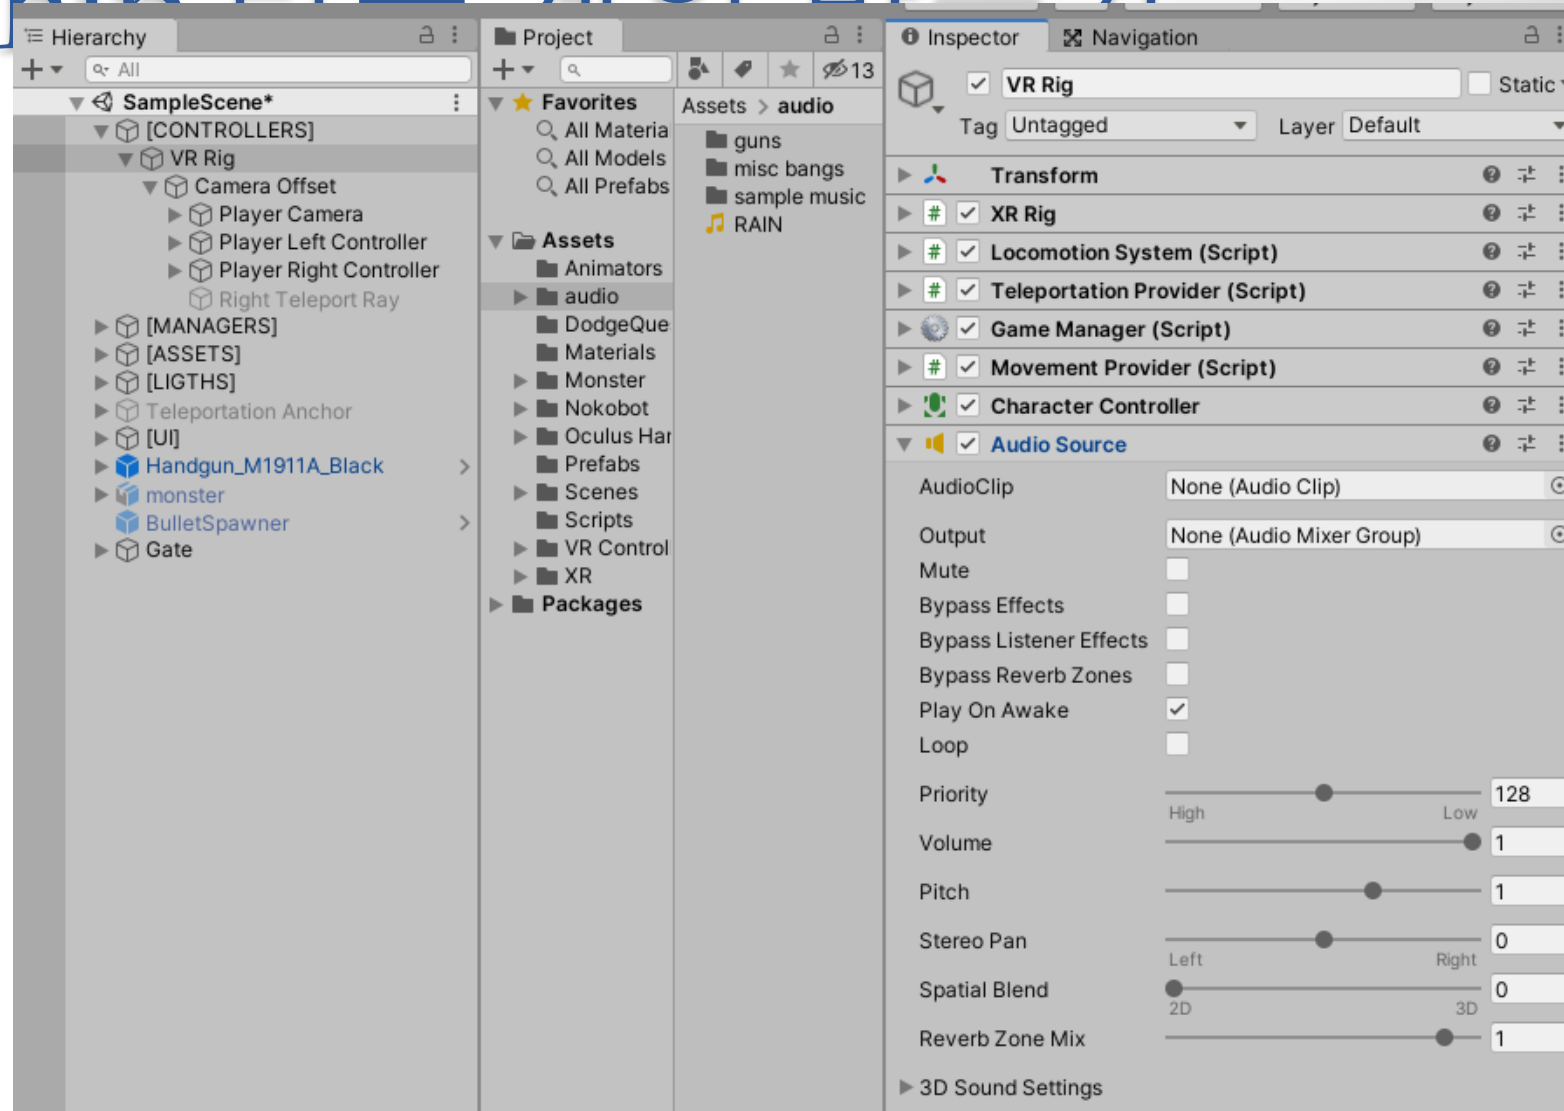 Hierarchy
All
SampleScene*
[CONTROLLERS]
VR Rig
Camera Offset
Player Camera
Player Left Controller
Player Right Controller
Right Teleport Ray
[MANAGERS]
[ASSETS]
[LIGTHS]
Teleportation Anchor
[UI]
Handgun_M1911A_Black
monster
BulletSpawner
Gate
Project
13
Favorites
All Materia
All Models
All Prefabs
Assets
Animators
audio
DodgeQue
Materials
Monster
Nokobot
Oculus Har
Prefabs
Scenes
Scripts
VR Control
XR
Packages
Assets > audio
guns
misc bangs
sample music
RAIN
Inspector Navigation
VR Rig Static
Tag Untagged Layer Default
Transform
# XR Rig
# Locomotion System (Script)
# Teleportation Provider (Script)
Game Manager (Script)
# Movement Provider (Script)
Character Controller
Audio Source
AudioClip None (Audio Clip)
Output None (Audio Mixer Group)
Mute
Bypass Effects
Bypass Listener Effects
Bypass Reverb Zones
Play On Awake
Loop
Priority 128
High Low
Volume 1
Pitch 1
Stereo Pan 0
Left Right
Spatial Blend 0
2D 3D
Reverb Zone Mix 1
3D Sound Settings